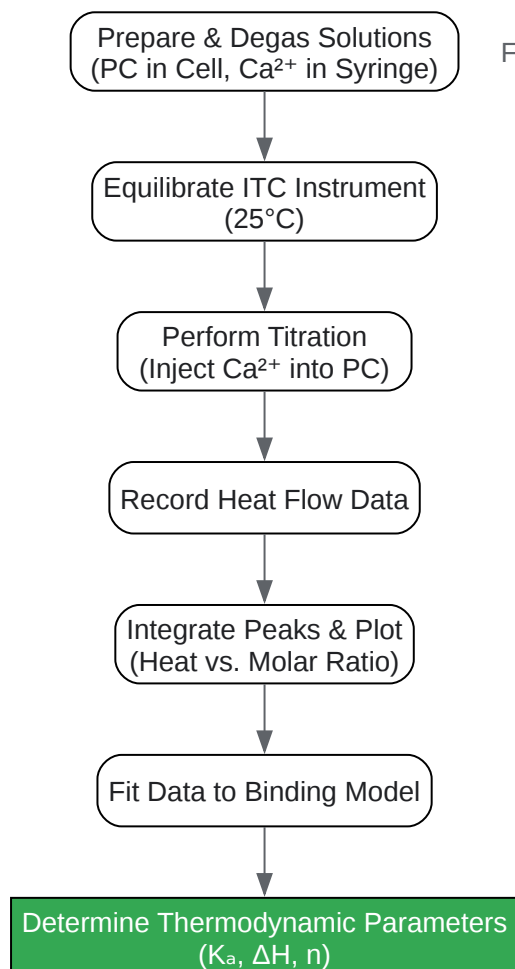 Prepare & Degas Solutions
(PC in Cell, Ca²⁺ in Syringe)
F
Equilibrate ITC Instrument
(25°C)
Perform Titration
(Inject Ca²⁺ into PC)
Record Heat Flow Data
Integrate Peaks & Plot
(Heat vs. Molar Ratio)
Fit Data to Binding Model
Determine Thermodynamic Parameters
(Kₐ, ΔH, n)